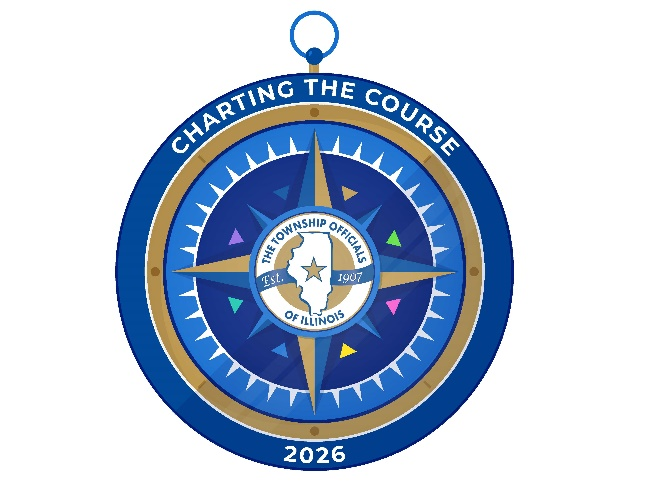 CHARTING THE COURSE
THE TOWNSHIP OFFICIALS
Est. 1907
OF ILLINOIS
2026